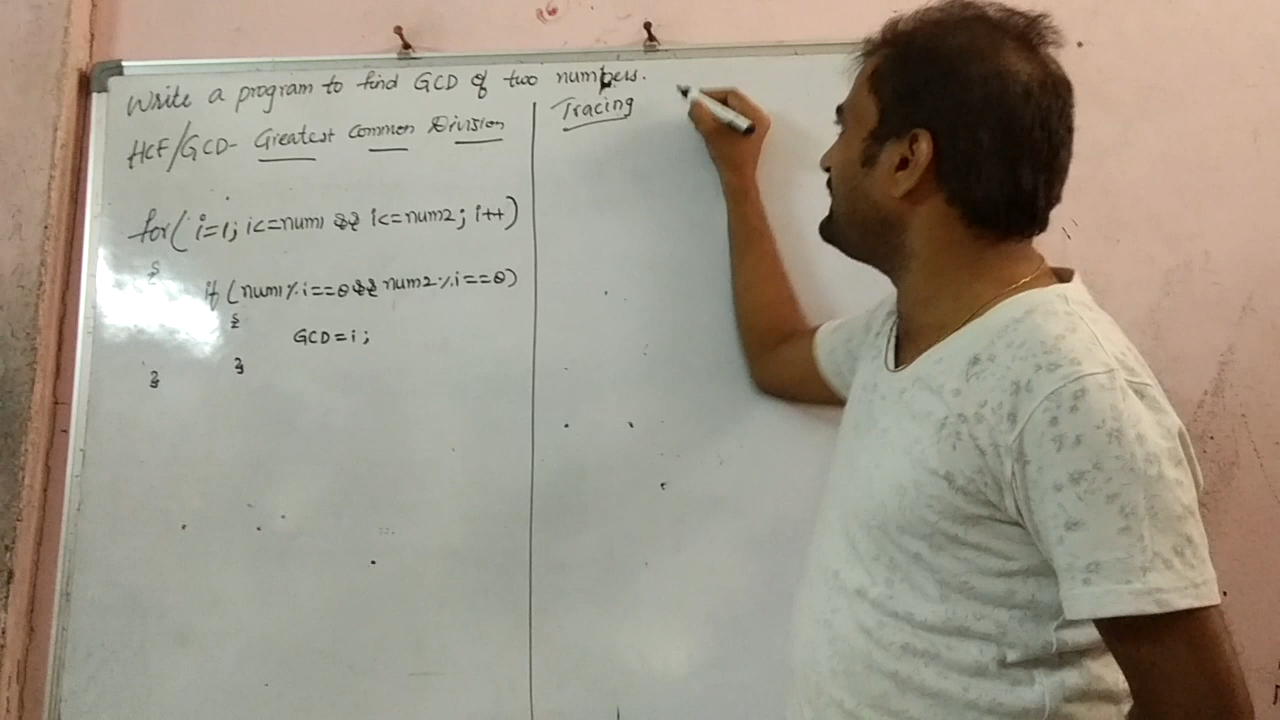 Write a program to find GCD of two numbers.
HCF/GCD- Greatest Common Division
for( i=1; i<=num1 && i<=num2; i++)
{
if (num1%i==0 && num2%i==0)
{
GCD=i;
}
}
Tracing